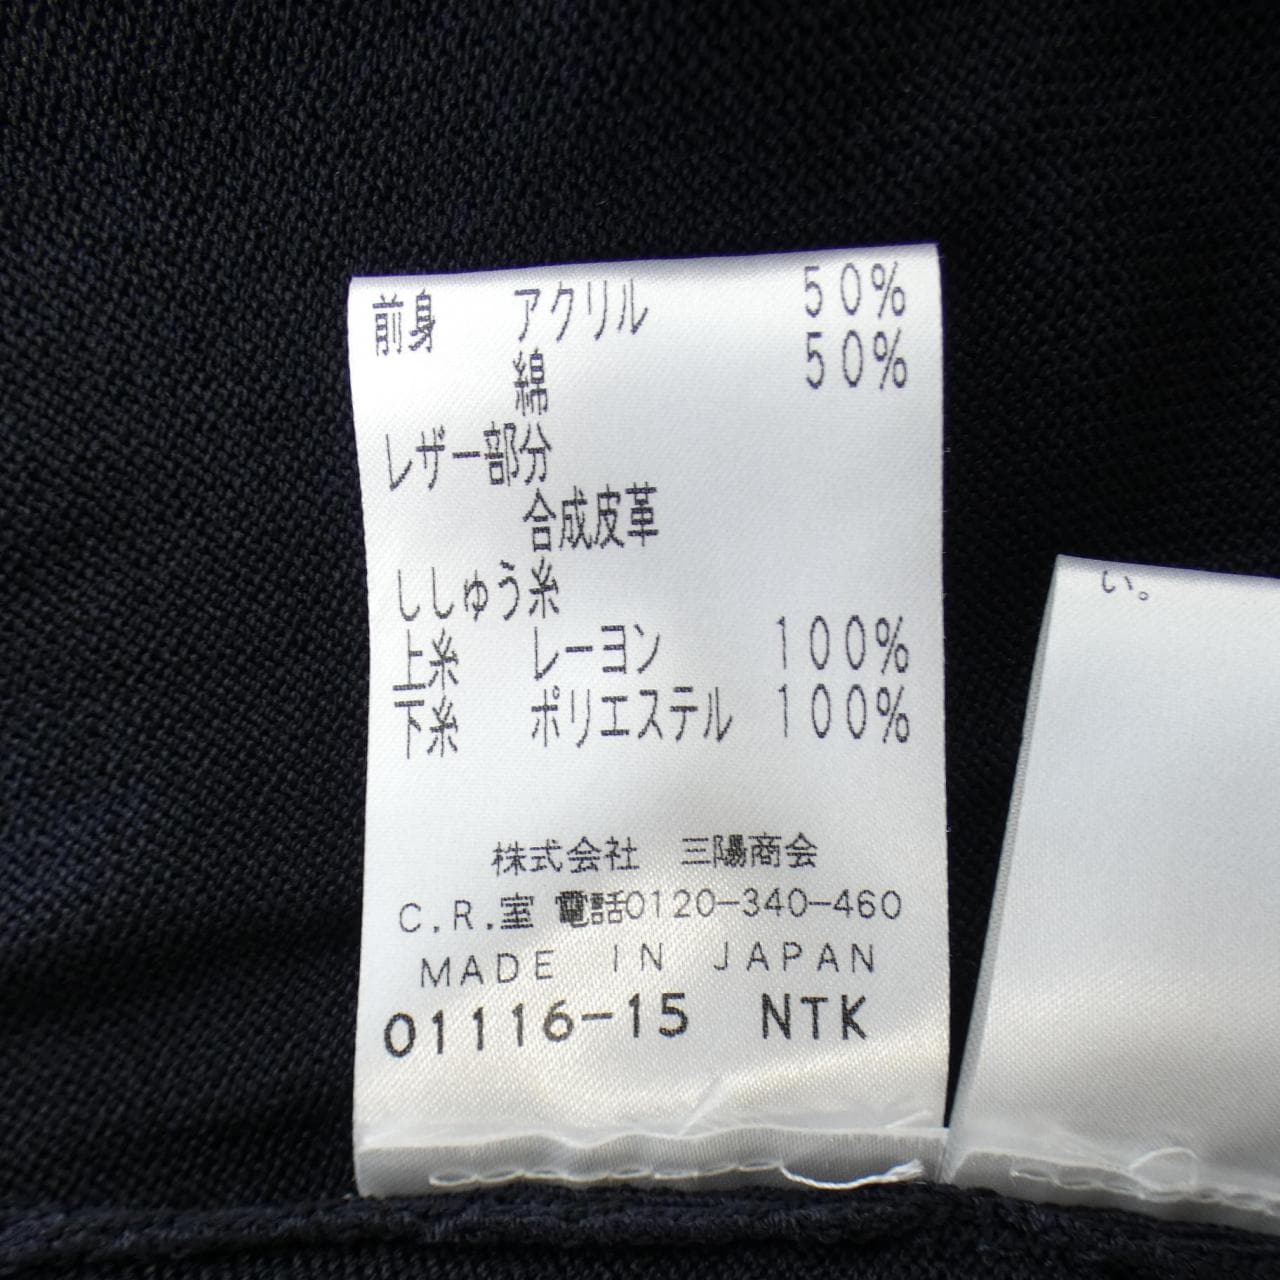 前身 アクリル 50%
綿 50%
レザー部分
合成皮革
ししゅう糸
上糸 レーヨン 100%
下糸 ポリエステル 100%
株式会社 三陽商会
C.R.室 電話0120-340-460
MADE IN JAPAN
01116-15 NTK
い。